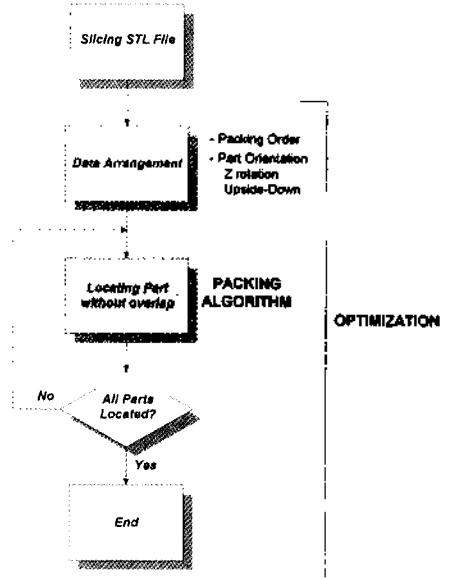 Slicing STL File
Data Arrangement
- Packing Order
- Part Orientation
Z rotation
Upside-Down
Locating Part
without overlap
PACKING
ALGORITHM
OPTIMIZATION
No
All Parts
Located?
Yes
End